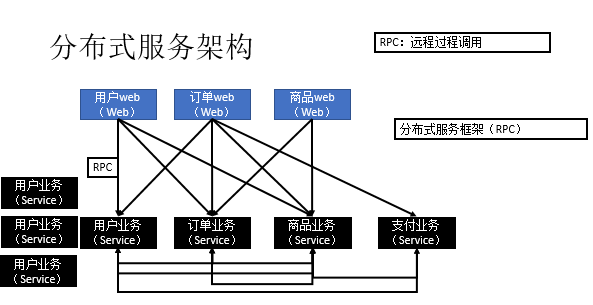 分布式服务架构
RPC：远程过程调用
用户web
（Web）
订单web
（Web）
商品web
（Web）
分布式服务框架（RPC）
RPC
用户业务
（Service）
用户业务
（Service）
用户业务
（Service）
订单业务
（Service）
商品业务
（Service）
支付业务
（Service）
用户业务
（Service）